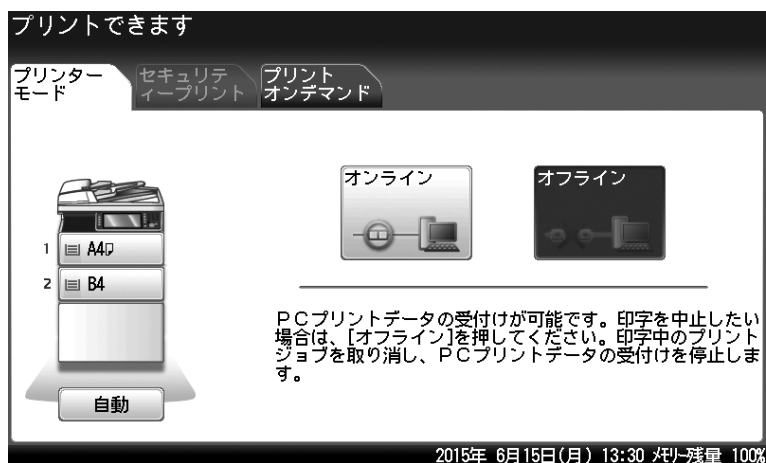 プリントできます
プリンター
モード
セキュリテ
ィープリント
プリント
オンデマンド
オンライン
オフライン
1 A4
2 B4
自動
ＰＣプリントデータの受付けが可能です。印字を中止したい
場合は、[オフライン]を押してください。印字中のプリント
ジョブを取り消し、ＰＣプリントデータの受付けを停止しま
す。
2015年 6月15日(月) 13:30 ﾒﾓﾘｰ残量 100%